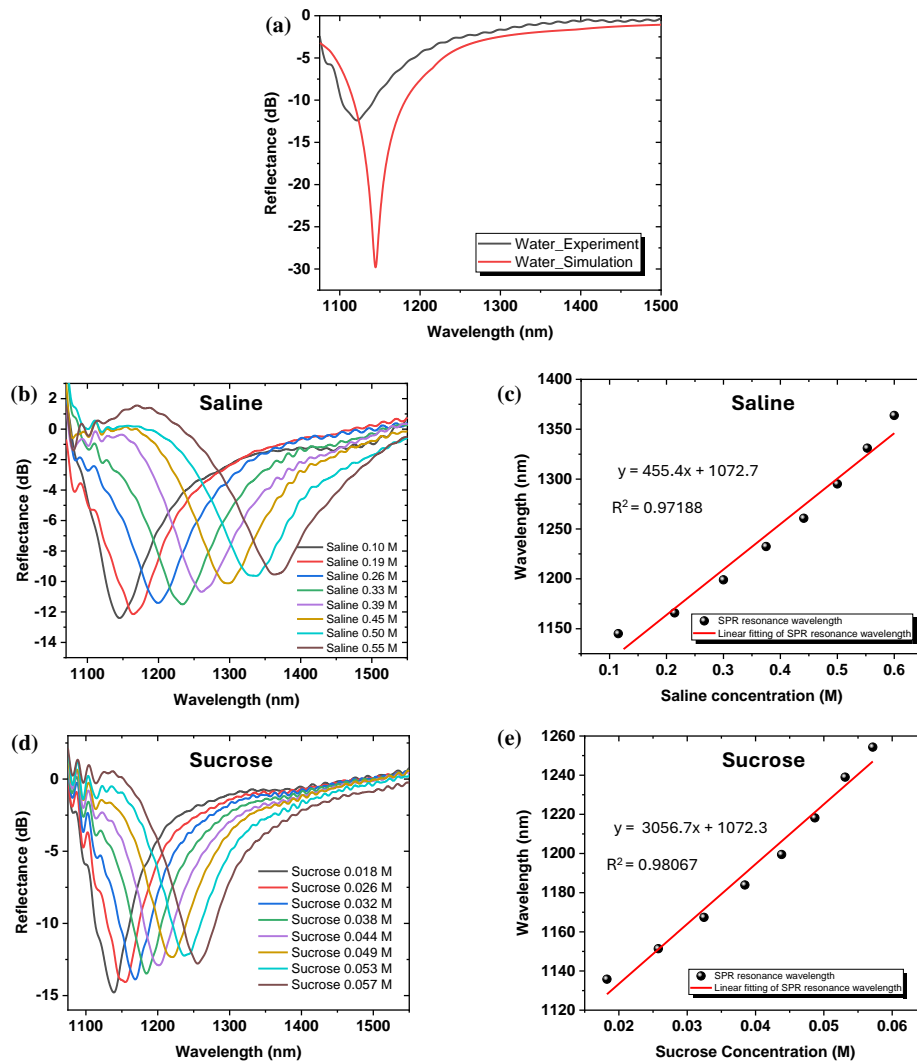 (a)
0
-5
-10
-15
-20
-25
-30
Reflectance (dB)
Water_Experiment
Water_Simulation
1100 1200 1300 1400 1500
Wavelength (nm)
(b)
Saline
2
0
-2
-4
-6
-8
-10
-12
-14
Reflectance (dB)
Saline 0.10 M
Saline 0.19 M
Saline 0.26 M
Saline 0.33 M
Saline 0.39 M
Saline 0.45 M
Saline 0.50 M
Saline 0.55 M
1100 1200 1300 1400 1500
Wavelength (nm)
(c)
Saline
1400
1350
1300
1250
1200
1150
Wavelength (nm)
y = 455.4x + 1072.7
R² = 0.97188
SPR resonance wavelength
Linear fitting of SPR resonance wavelength
0.1 0.2 0.3 0.4 0.5 0.6
Saline concentration (M)
(d)
Sucrose
0
-5
-10
-15
Reflectance (dB)
Sucrose 0.018 M
Sucrose 0.026 M
Sucrose 0.032 M
Sucrose 0.038 M
Sucrose 0.044 M
Sucrose 0.049 M
Sucrose 0.053 M
Sucrose 0.057 M
1100 1200 1300 1400 1500
Wavelength (nm)
(e)
Sucrose
1260
1240
1220
1200
1180
1160
1140
1120
Wavelength (nm)
y = 3056.7x + 1072.3
R² = 0.98067
SPR resonance wavelength
Linear fitting of SPR resonance wavelength
0.02 0.03 0.04 0.05 0.06
Sucrose Concentration (M)